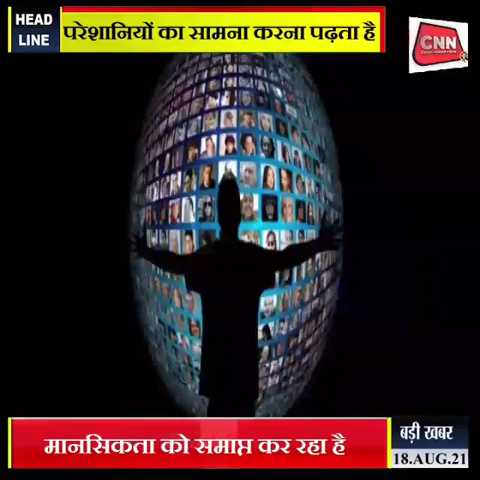 HEAD
LINE
परेशानियों का सामना करना पढ़ता है
CNN
मानसिकता को समाप्त कर रहा है
बड़ी खबर
18.AUG.21